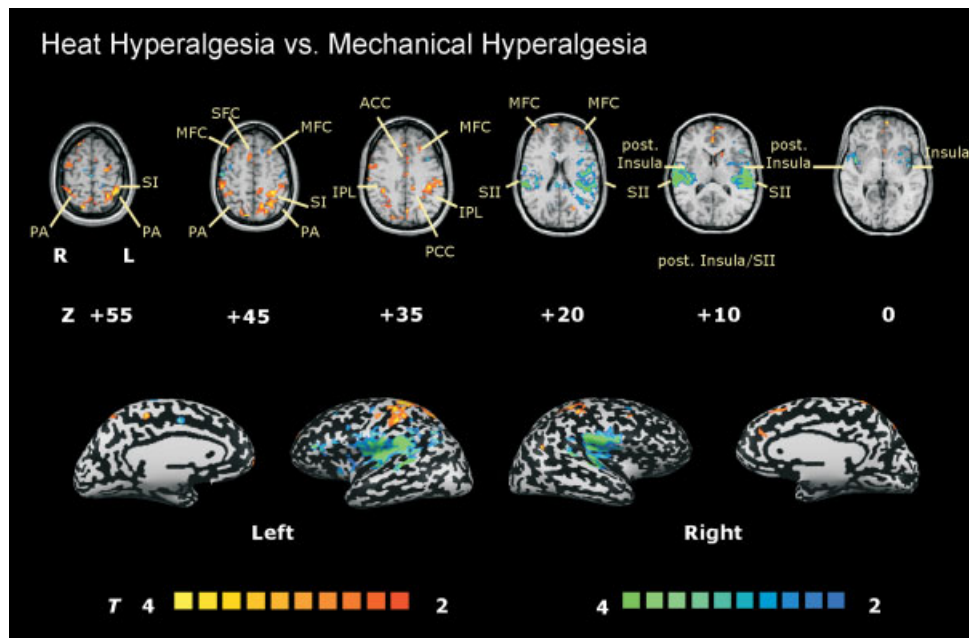 Heat Hyperalgesia vs. Mechanical Hyperalgesia
SFC
MFC
MFC
SI
SI
PA
PA
PA
PA
R
L
ACC
MFC
IPL
IPL
PCC
MFC
MFC
SII
SII
post.
Insula
post.
Insula
SII
SII
post. Insula/SII
Insula
Z +55
+45
+35
+20
+10
0
Left
Right
T 4
2
4
2